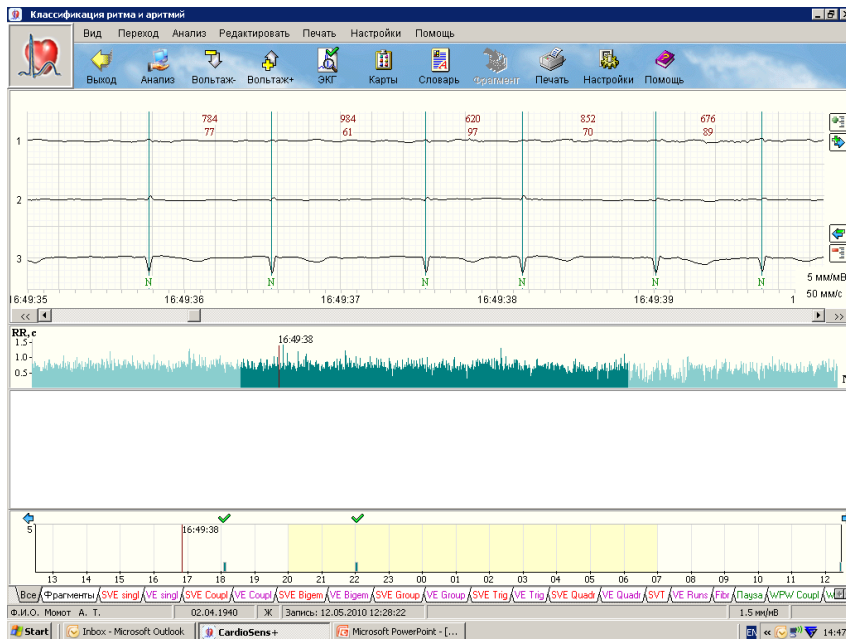 Классификация ритма и аритмий
Вид Переход Анализ Редактировать Печать Настройки Помощь
Выход Анализ Вольтаж- Вольтаж+ ЭКГ Карты Словарь Фрагмент Печать Настройки Помощь
784 984 620 852 676
77 61 97 70 89
1
2
3
N N N N N N
5 мм/мВ
16:49:35 16:49:36 16:49:37 16:49:38 16:49:39 1 50 мм/с
<< >>
RR,с 16:49:38
1.5-
1.0-
0.5-
5 16:49:38
13 14 15 16 17 18 19 20 21 22 23 00 01 02 03 04 05 06 07 08 09 10 11 12
Все Фрагменты SVE singl VE singl SVE Coupl VE Coupl SVE Bigem VE Bigem SVE Group VE Group SVE Trig VE Trig SVE Quadr VE Quadr SVT VE Runs Fibr Пауза WPW Coupl
Ф.И.О. Момот А. Т. 02.04.1940 Ж Запись: 12.05.2010 12:28:22 1.5 мм/мВ
Start Inbox - Microsoft Outlook CardioSens+ Microsoft PowerPoint - [... EN « 14:47